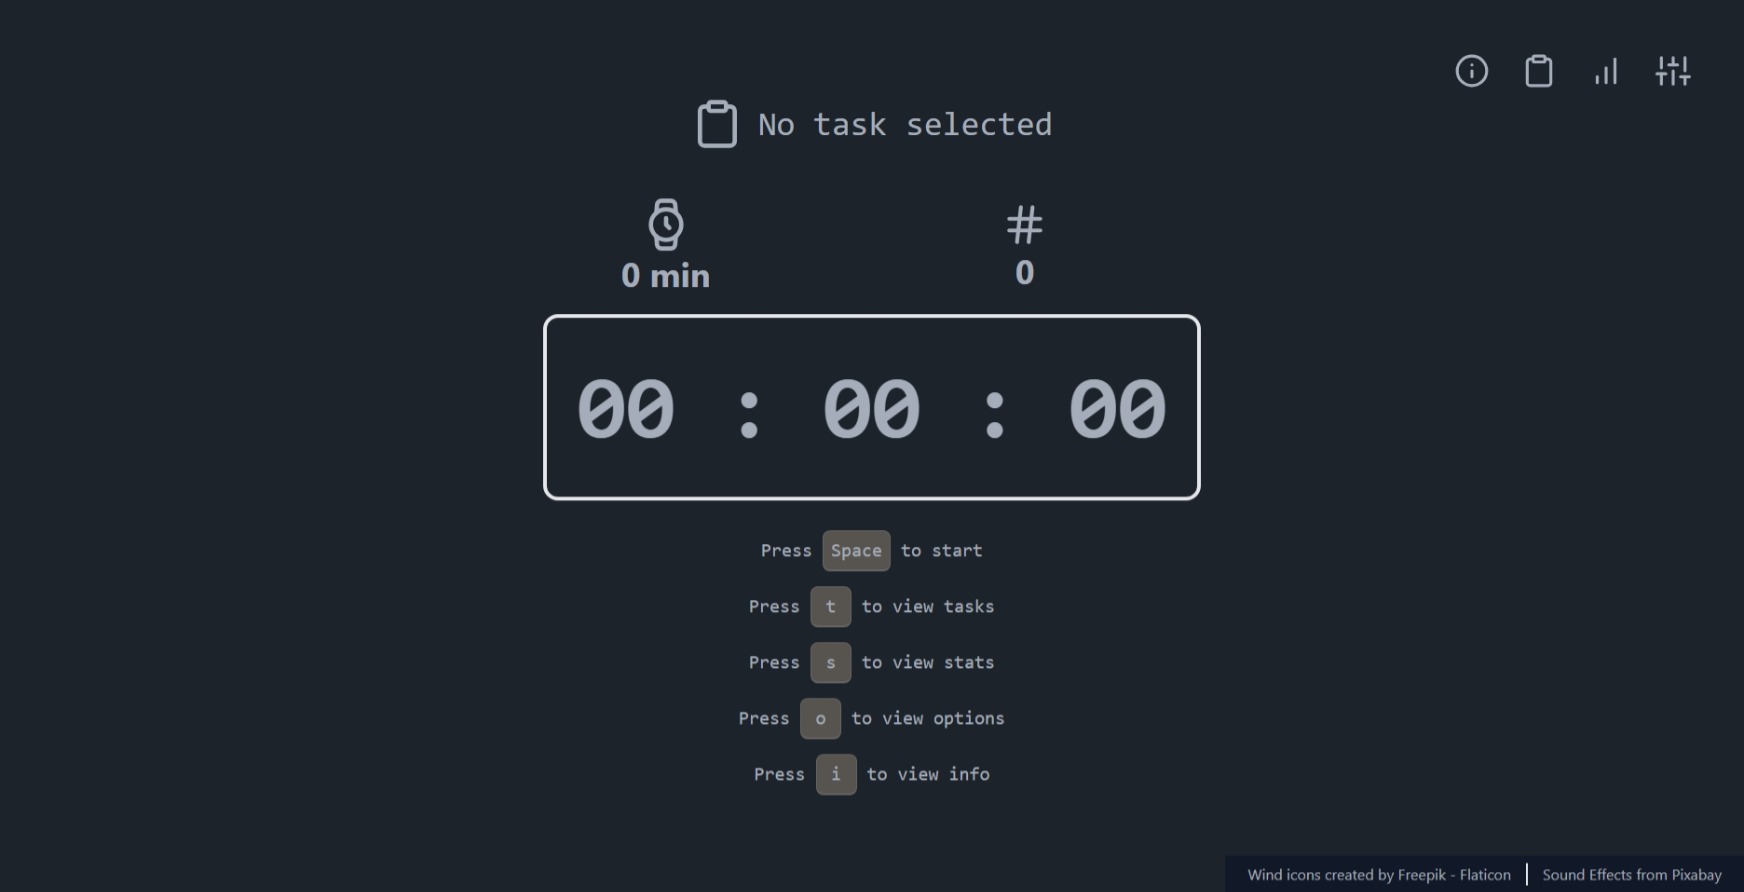 No task selected
0 min
0
00 : 00 : 00
Press Space to start
Press t to view tasks
Press s to view stats
Press o to view options
Press i to view info
Wind icons created by Freepik - Flaticon
Sound Effects from Pixabay